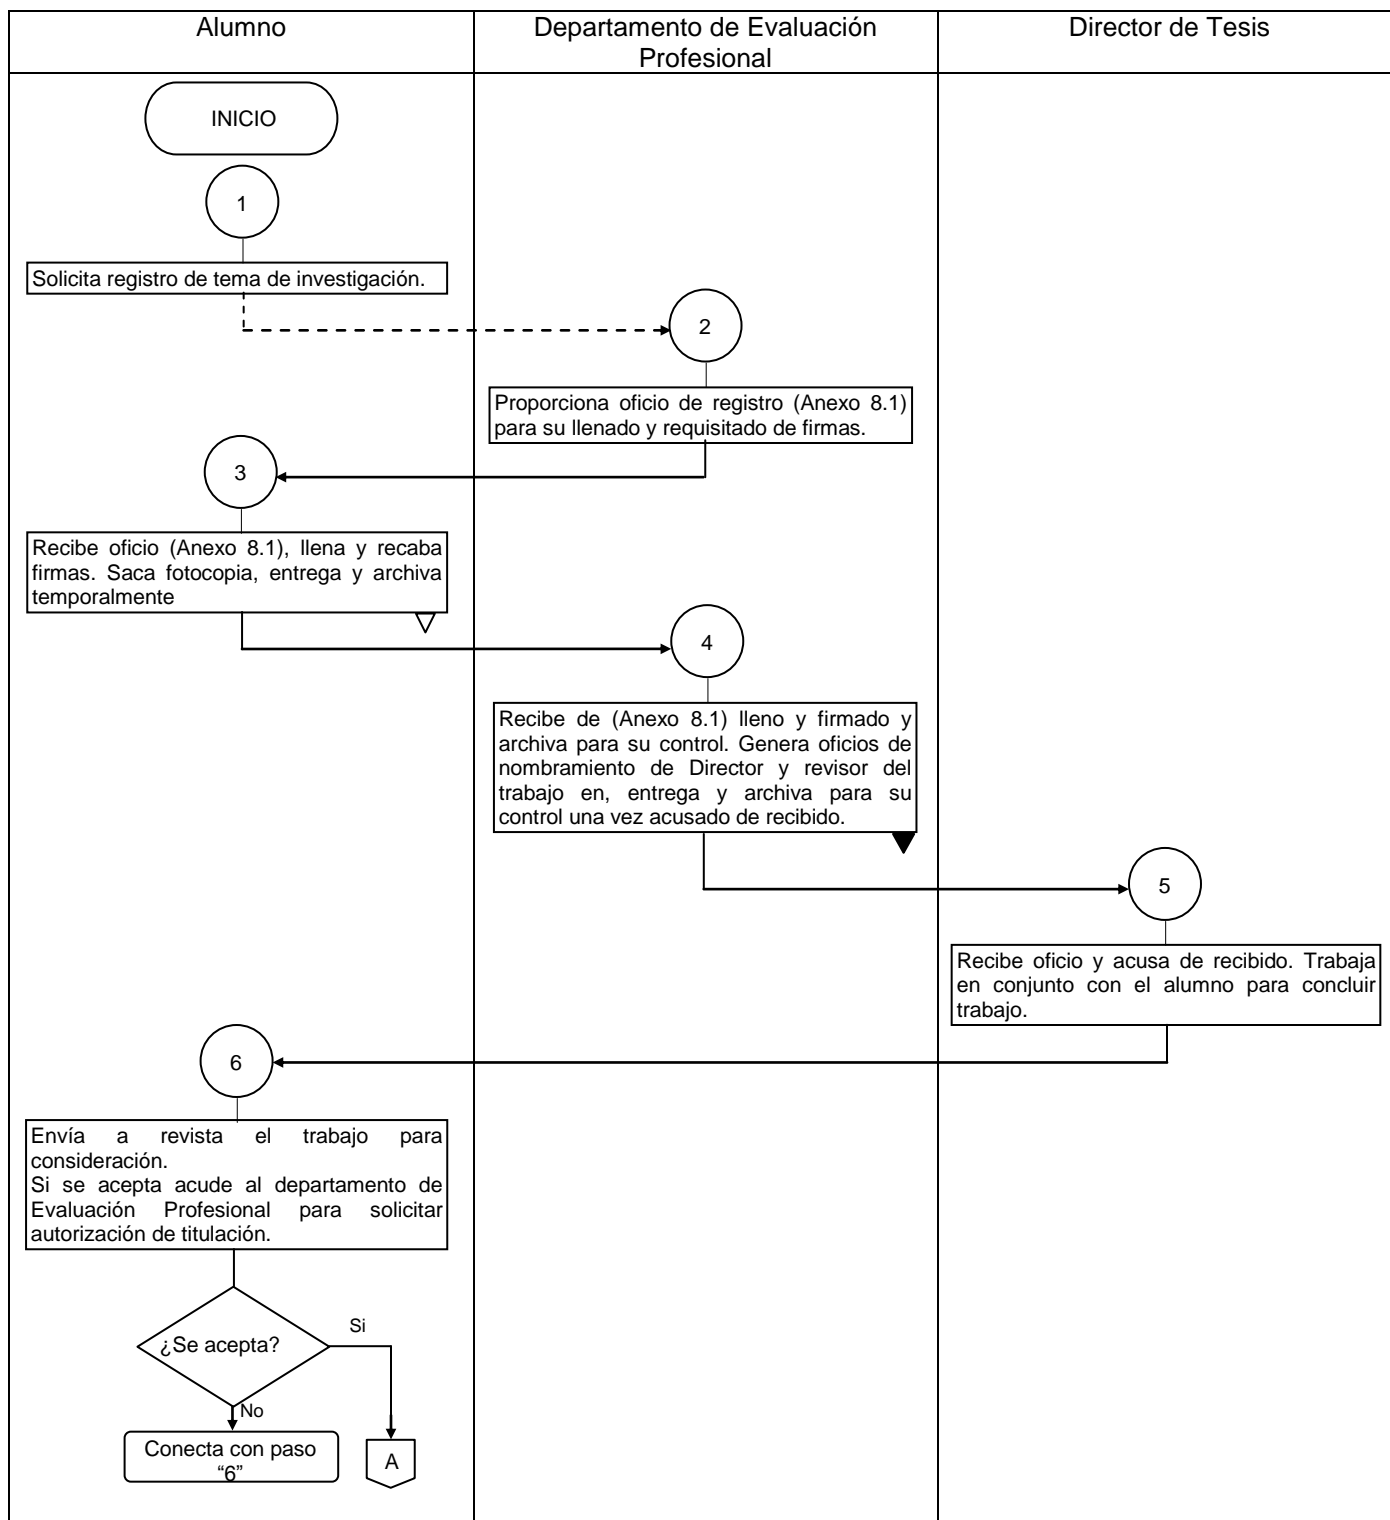 Alumno
Departamento de Evaluación
Profesional
Director de Tesis
INICIO
1
Solicita registro de tema de investigación.
2
Proporciona oficio de registro (Anexo 8.1)
para su llenado y requisitado de firmas.
3
Recibe oficio (Anexo 8.1), llena y recaba
firmas. Saca fotocopia, entrega y archiva
temporalmente
4
Recibe de (Anexo 8.1) lleno y firmado y
archiva para su control. Genera oficios de
nombramiento de Director y revisor del
trabajo en, entrega y archiva para su
control una vez acusado de recibido.
5
Recibe oficio y acusa de recibido. Trabaja
en conjunto con el alumno para concluir
trabajo.
6
Envía a revista el trabajo para
consideración.
Si se acepta acude al departamento de
Evaluación Profesional para solicitar
autorización de titulación.
¿Se acepta?
Si
No
Conecta con paso
“6”
A